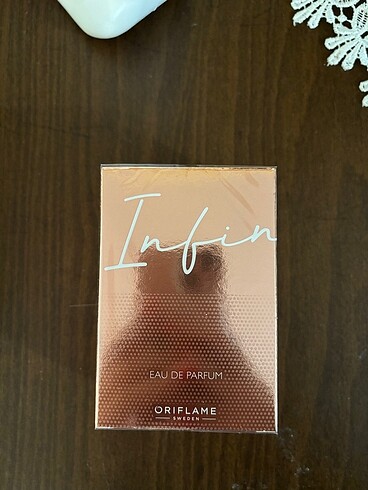 Infin
EAU DE PARFUM
ORIFLAME
SWEDEN